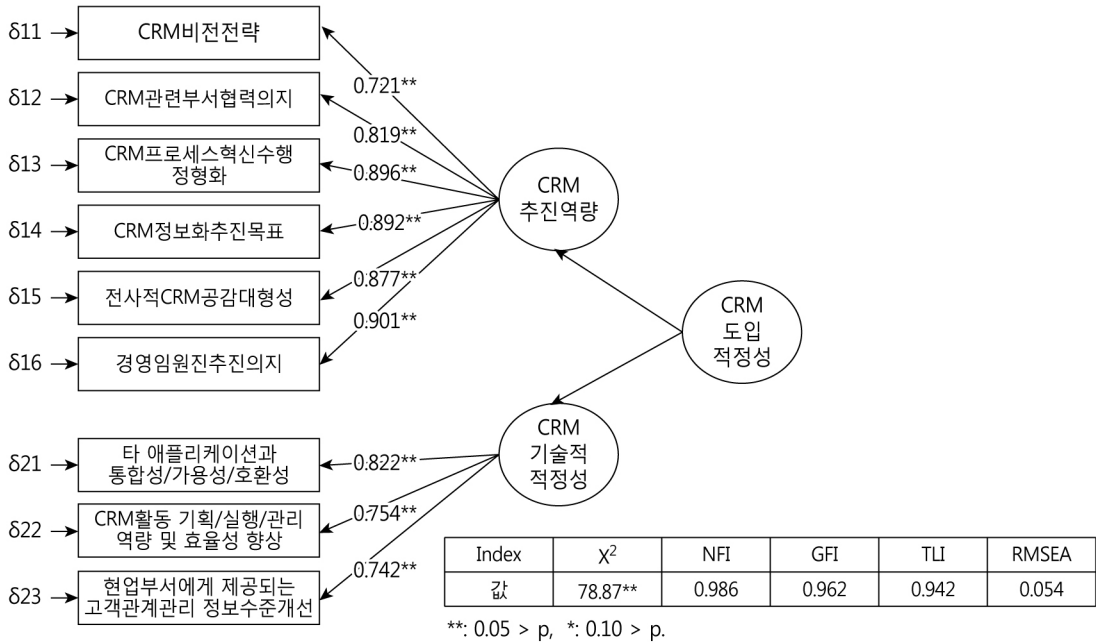 δ11
CRM비전전략
0.721**
δ12
CRM관련부서협력의지
0.819**
δ13
CRM프로세스혁신수행
정형화
0.896**
δ14
CRM정보화추진목표
0.892**
δ15
전사적CRM공감대형성
0.877**
δ16
경영임원진추진의지
0.901**
CRM
추진역량
CRM
도입
적정성
δ21
타 애플리케이션과
통합성/가용성/호환성
0.822**
δ22
CRM활동 기획/실행/관리
역량 및 효율성 향상
0.754**
δ23
현업부서에게 제공되는
고객관계관리 정보수준개선
0.742**
CRM
기술적
적정성
Index X² NFI GFI TLI RMSEA
값 78.87** 0.986 0.962 0.942 0.054
**: 0.05 > p, *: 0.10 > p.